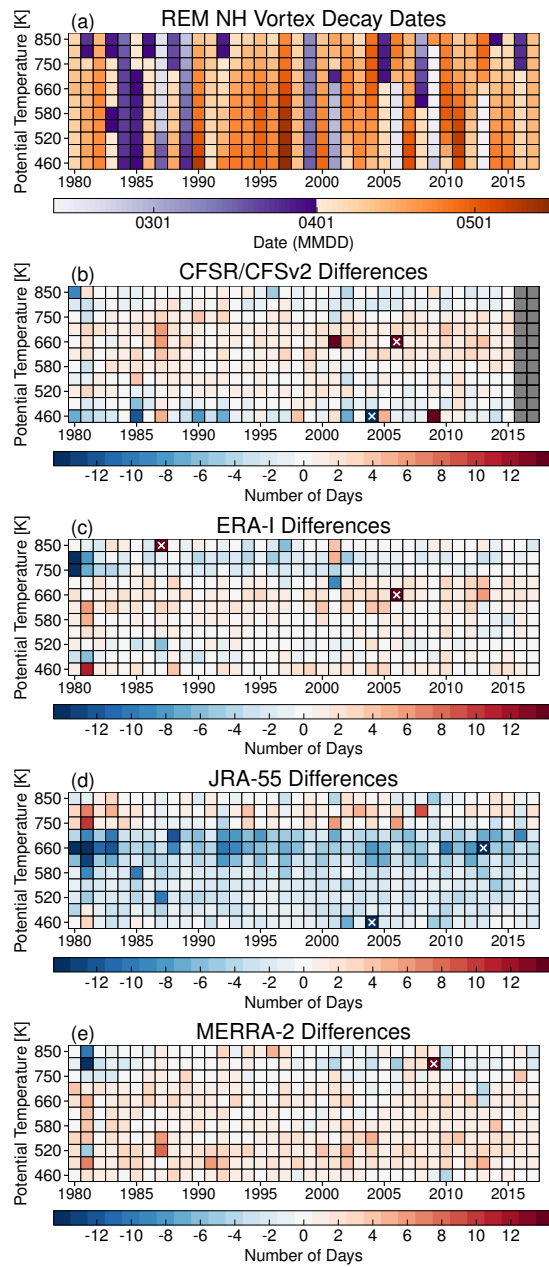 (a) REM NH Vortex Decay Dates
Potential Temperature [K]
850
750
660
580
520
460
1980 1985 1990 1995 2000 2005 2010 2015
0301 0401 0501
Date (MMDD)
(b) CFSR/CFSv2 Differences
Potential Temperature [K]
850
750
660
580
520
460
1980 1985 1990 1995 2000 2005 2010 2015
-12 -10 -8 -6 -4 -2 0 2 4 6 8 10 12
Number of Days
(c) ERA-I Differences
Potential Temperature [K]
850
750
660
580
520
460
1980 1985 1990 1995 2000 2005 2010 2015
-12 -10 -8 -6 -4 -2 0 2 4 6 8 10 12
Number of Days
(d) JRA-55 Differences
Potential Temperature [K]
850
750
660
580
520
460
1980 1985 1990 1995 2000 2005 2010 2015
-12 -10 -8 -6 -4 -2 0 2 4 6 8 10 12
Number of Days
(e) MERRA-2 Differences
Potential Temperature [K]
850
750
660
580
520
460
1980 1985 1990 1995 2000 2005 2010 2015
-12 -10 -8 -6 -4 -2 0 2 4 6 8 10 12
Number of Days